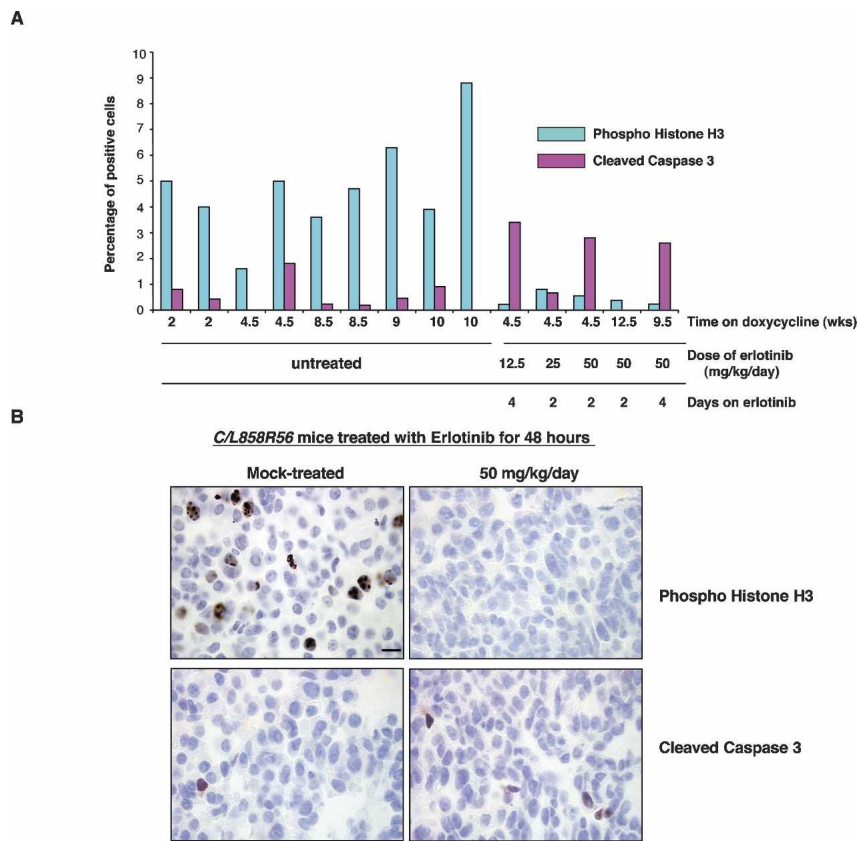 A
10
9
8
7
6
5
4
3
2
1
0
Percentage of positive cells
Phospho Histone H3
Cleaved Caspase 3
2 2 4.5 4.5 8.5 8.5 9 10 10 4.5 4.5 4.5 12.5 9.5 Time on doxycycline (wks)
untreated 12.5 25 50 50 50 Dose of erlotinib
(mg/kg/day)
4 2 2 2 4 Days on erlotinib
B
C/L858R56 mice treated with Erlotinib for 48 hours
Mock-treated 50 mg/kg/day
Phospho Histone H3
Cleaved Caspase 3